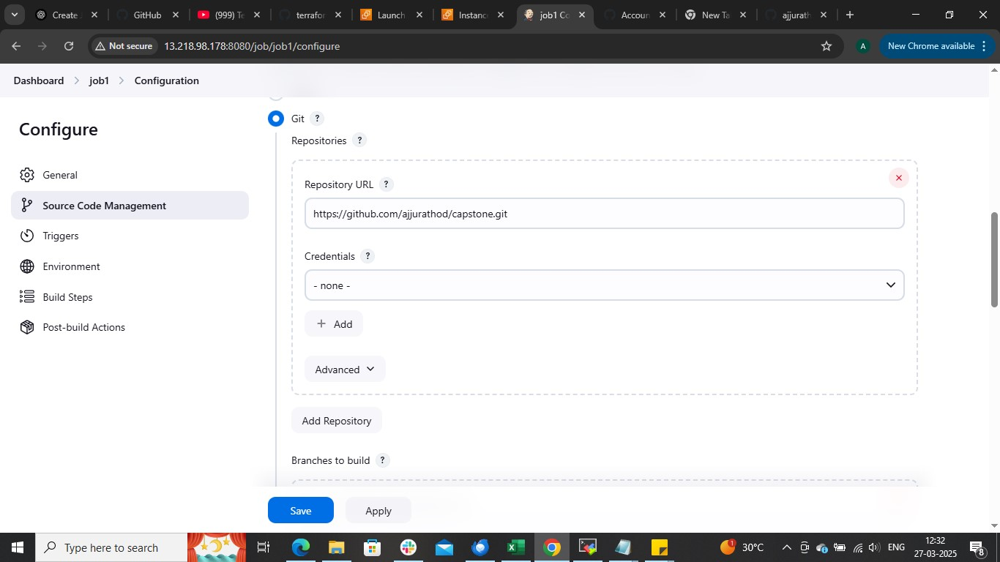 Create
GitHub
(999) Te
terrafor
Launch
Instanc
job1 Co
Accoun
New Ta
ajjurath
Not secure
13.218.98.178:8080/job/job1/configure
A
New Chrome available
Dashboard
job1
Configuration
Configure
General
Source Code Management
Triggers
Environment
Build Steps
Post-build Actions
Git ?
Repositories ?
Repository URL ?
https://github.com/ajjurathod/capstone.git
Credentials ?
- none -
+ Add
Advanced
Add Repository
Branches to build ?
Save
Apply
Type here to search
1
30°C
ENG
12:32
27-03-2025
8